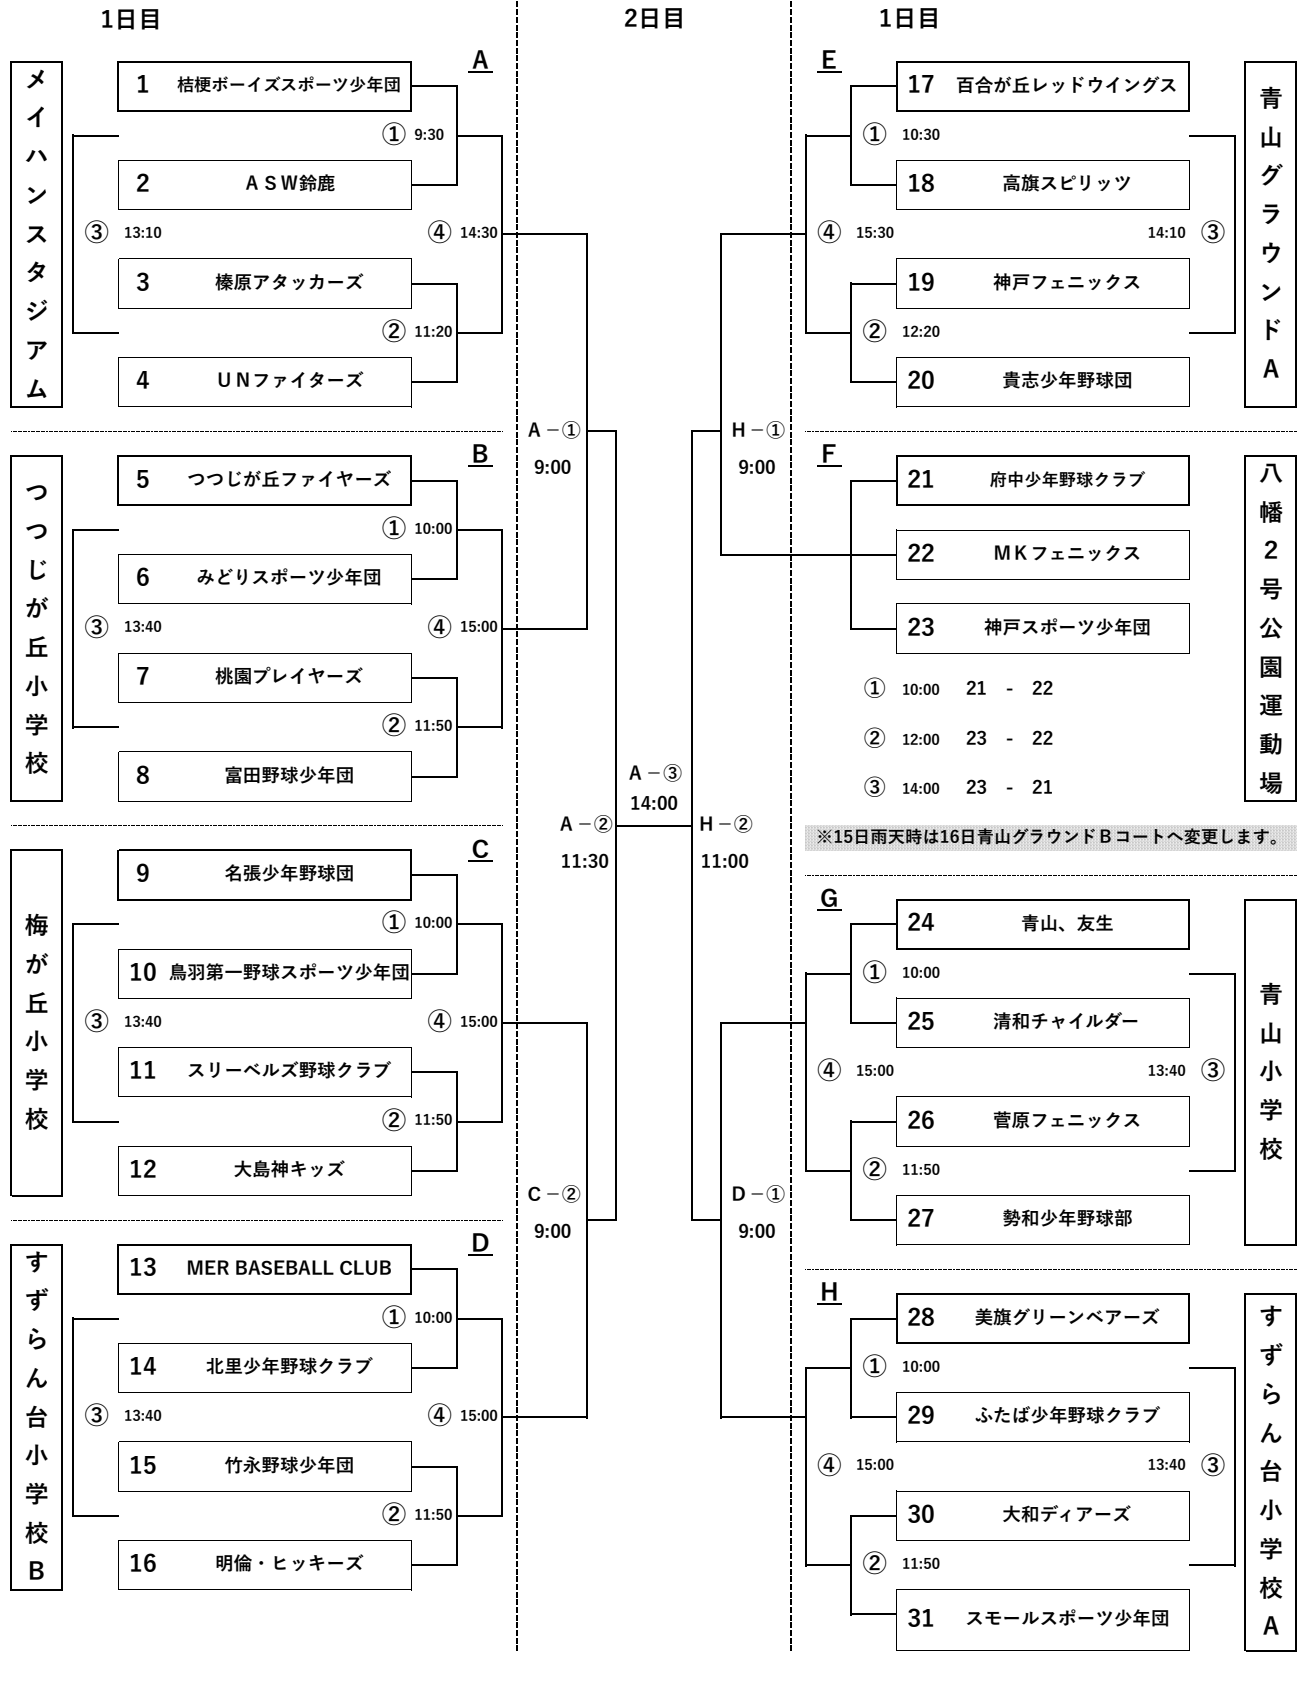 1日目
2日目
1日目
メイハンスタジアム
A
1 桔梗ボーイズスポーツ少年団
① 9:30
2 ASW鈴鹿
③ 13:10
④ 14:30
3 榛原アタッカーズ
② 11:20
4 UNファイターズ
つつじが丘小学校
B
5 つつじが丘ファイヤーズ
① 10:00
6 みどりスポーツ少年団
③ 13:40
④ 15:00
7 桃園プレイヤーズ
② 11:50
8 富田野球少年団
梅が丘小学校
C
9 名張少年野球団
① 10:00
10 鳥羽第一野球スポーツ少年団
③ 13:40
④ 15:00
11 スリーベルズ野球クラブ
② 11:50
12 大島神キッズ
すずらん台小学校B
D
13 MER BASEBALL CLUB
① 10:00
14 北里少年野球クラブ
③ 13:40
④ 15:00
15 竹永野球少年団
② 11:50
16 明倫・ヒッキーズ
A－①
9:00
H－①
9:00
A－③
14:00
A－②
11:30
H－②
11:00
C－②
9:00
D－①
9:00
E
青山グラウンドA
17 百合が丘レッドウイングス
① 10:30
18 高旗スピリッツ
④ 15:30
14:10 ③
19 神戸フェニックス
② 12:20
20 貴志少年野球団
F
八幡2号公園運動場
21 府中少年野球クラブ
22 MKフェニックス
23 神戸スポーツ少年団
① 10:00 21 - 22
② 12:00 23 - 22
③ 14:00 23 - 21
※15日雨天時は16日青山グラウンドBコートへ変更します。
G
青山小学校
24 青山、友生
① 10:00
25 清和チャイルダー
④ 15:00
13:40 ③
26 菅原フェニックス
② 11:50
27 勢和少年野球部
H
すずらん台小学校A
28 美旗グリーンベアーズ
① 10:00
29 ふたば少年野球クラブ
④ 15:00
13:40 ③
30 大和ディアーズ
② 11:50
31 スモールスポーツ少年団